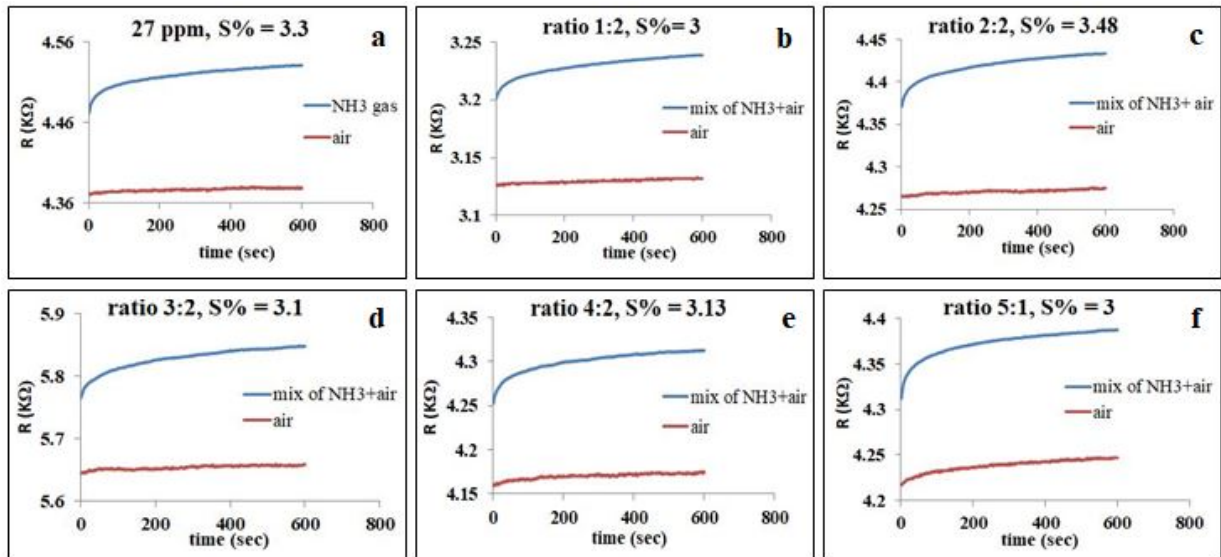 27 ppm, S% = 3.3
a
4.56
4.46
4.36
R (KΩ)
NH3 gas
air
0 200 400 600 800
time (sec)
ratio 1:2, S%= 3
b
3.25
3.2
3.15
3.1
R (KΩ)
mix of NH3+air
air
0 200 400 600 800
time (sec)
ratio 2:2, S% = 3.48
c
4.45
4.4
4.35
4.3
4.25
R (KΩ)
mix of NH3+ air
air
0 200 400 600 800
time (sec)
ratio 3:2, S% = 3.1
d
5.9
5.8
5.7
5.6
R (KΩ)
mix of NH3+air
air
0 200 400 600 800
time (sec)
ratio 4:2, S% = 3.13
e
4.35
4.3
4.25
4.2
4.15
R (KΩ)
mix of NH3+air
air
0 200 400 600 800
time (sec)
ratio 5:1, S% = 3
f
4.4
4.35
4.3
4.25
4.2
R (KΩ)
mix of NH3+air
air
0 200 400 600 800
time (sec)